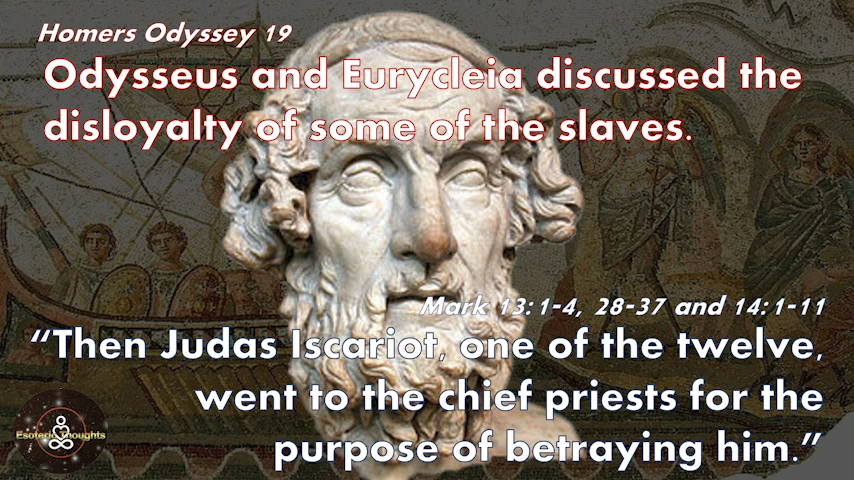 Homers Odyssey 19
Odysseus and Eurycleia discussed the
disloyalty of some of the slaves.
Mark 13:1-4, 28-37 and 14:1-11
“Then Judas Iscariot, one of the twelve,
went to the chief priests for the
purpose of betraying him.”
Esoteric Thoughts